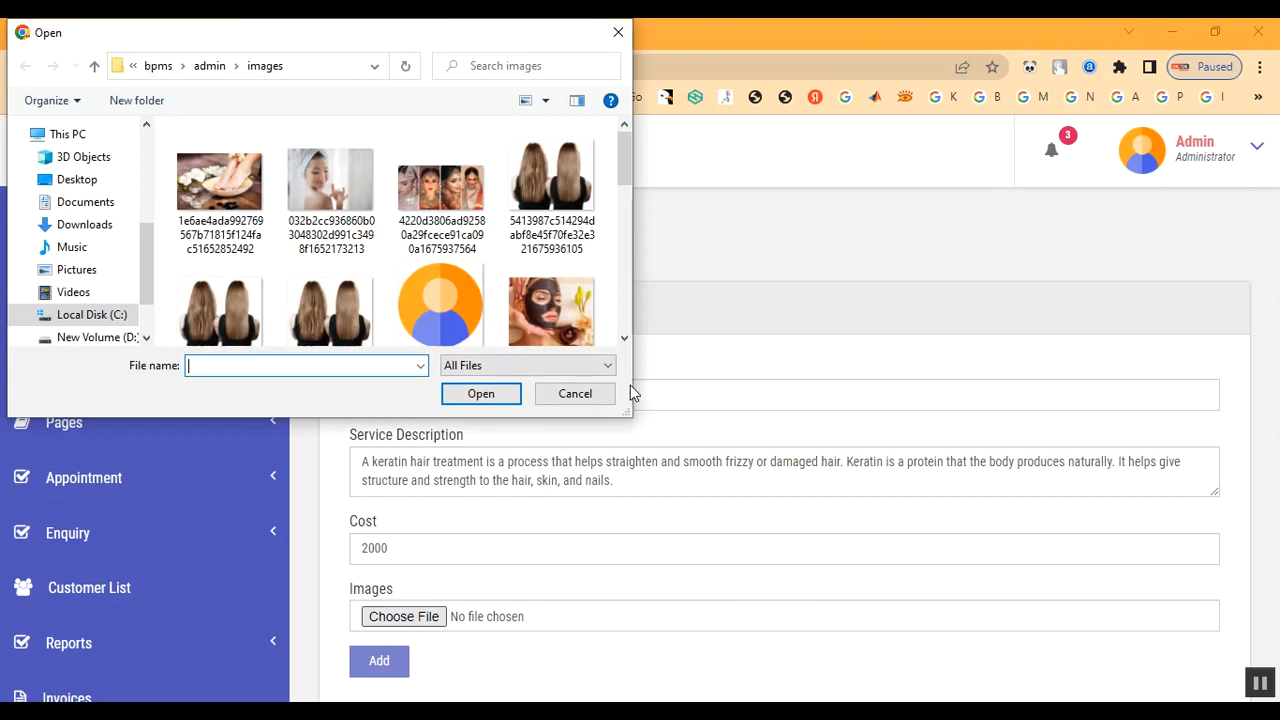 Open
bpms
admin
images
Search images
Paused
Organize
New folder
Go
K
B
M
N
A
P
This PC
3D Objects
Desktop
Documents
Downloads
Music
Pictures
Videos
Local Disk (C:)
New Volume (D:)
1e6ae4ada992769
567b71815f124fa
c51652852492
032b2cc936860b0
3048302d991c349
8f1652173213
4220d3806ad9258
0a29fcece91ca09
0a1675937564
5413987c514294d
abf8e45f70fe32e3
321675936105
File name:
All Files
Open
Cancel
3
Admin
Administrator
Pages
Appointment
Enquiry
Customer List
Reports
Invoices
Service Description
A keratin hair treatment is a process that helps straighten and smooth frizzy or damaged hair. Keratin is a protein that the body produces naturally. It helps give
structure and strength to the hair, skin, and nails.
Cost
2000
Images
Choose File No file chosen
Add